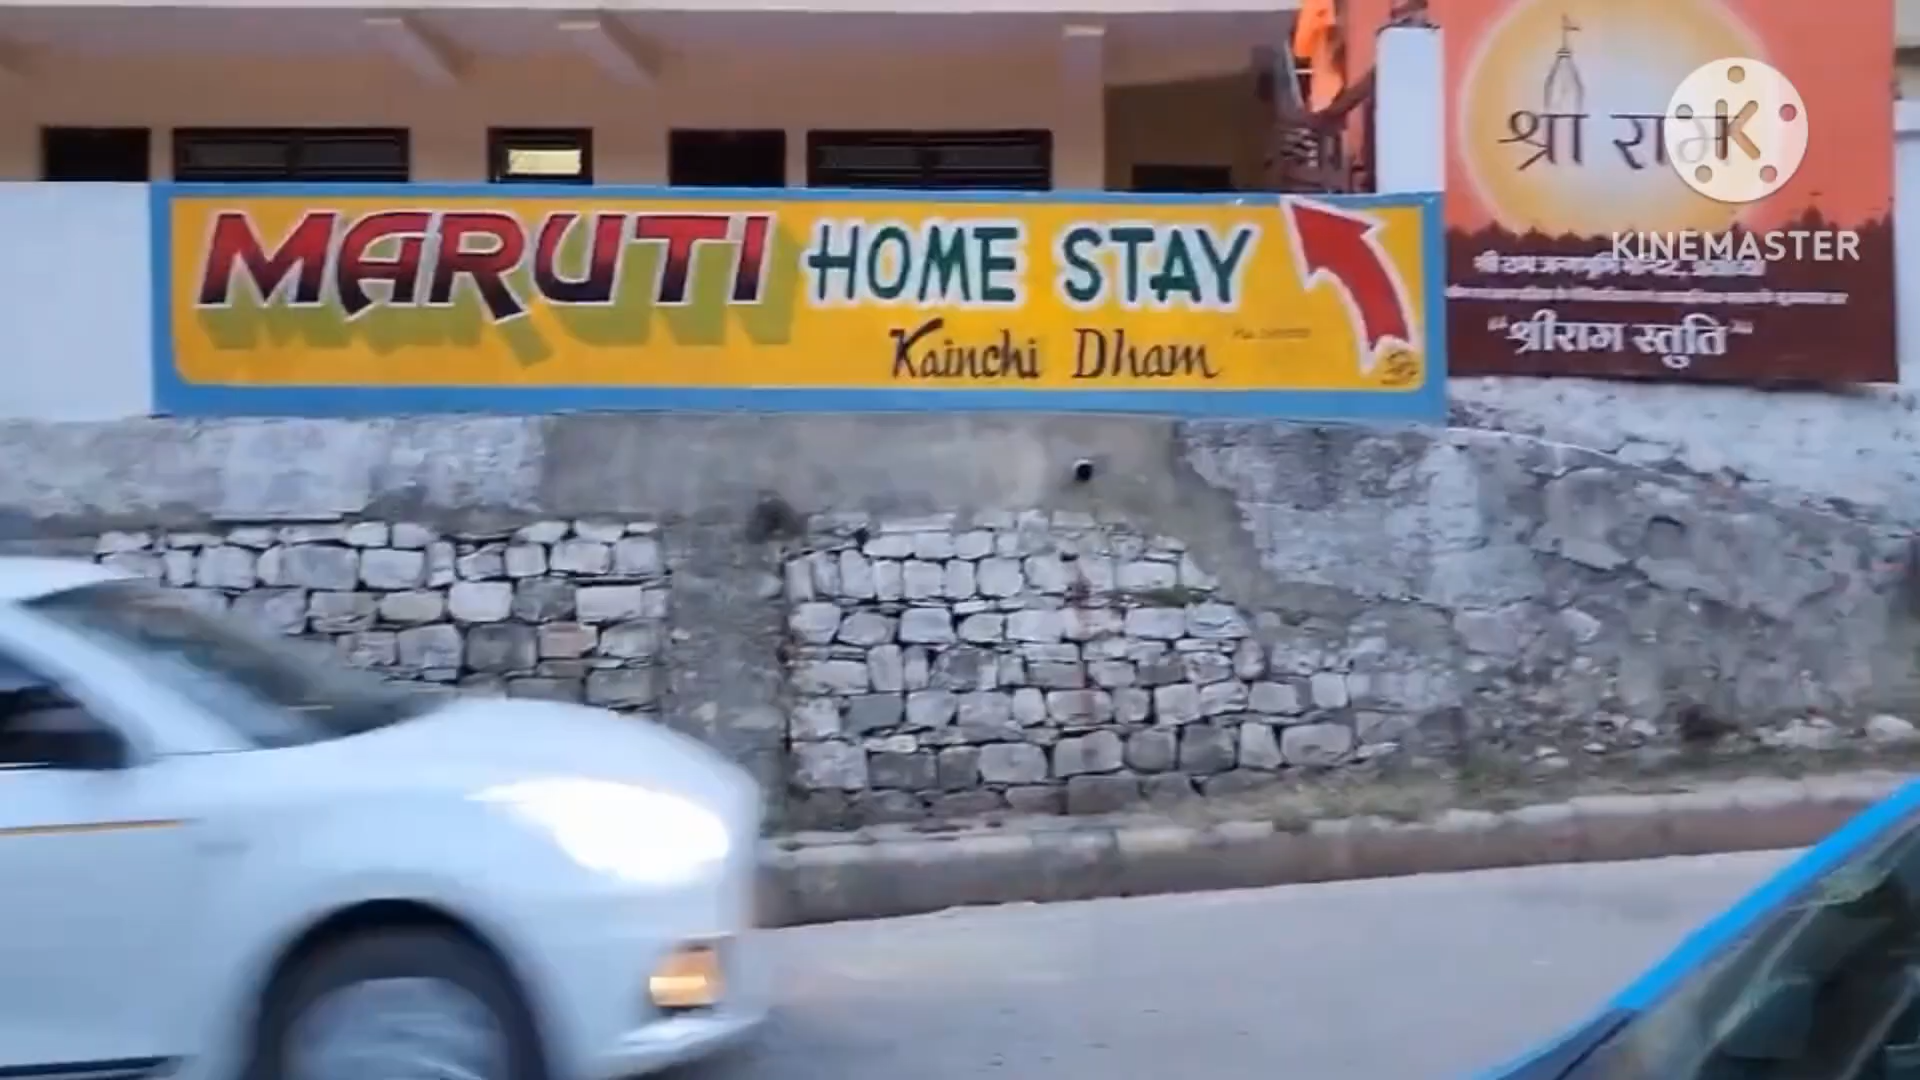 MARUTI HOME STAY
Kainchi Dham
श्री राम
K
KINEMASTER
"श्रीराम स्तुति"